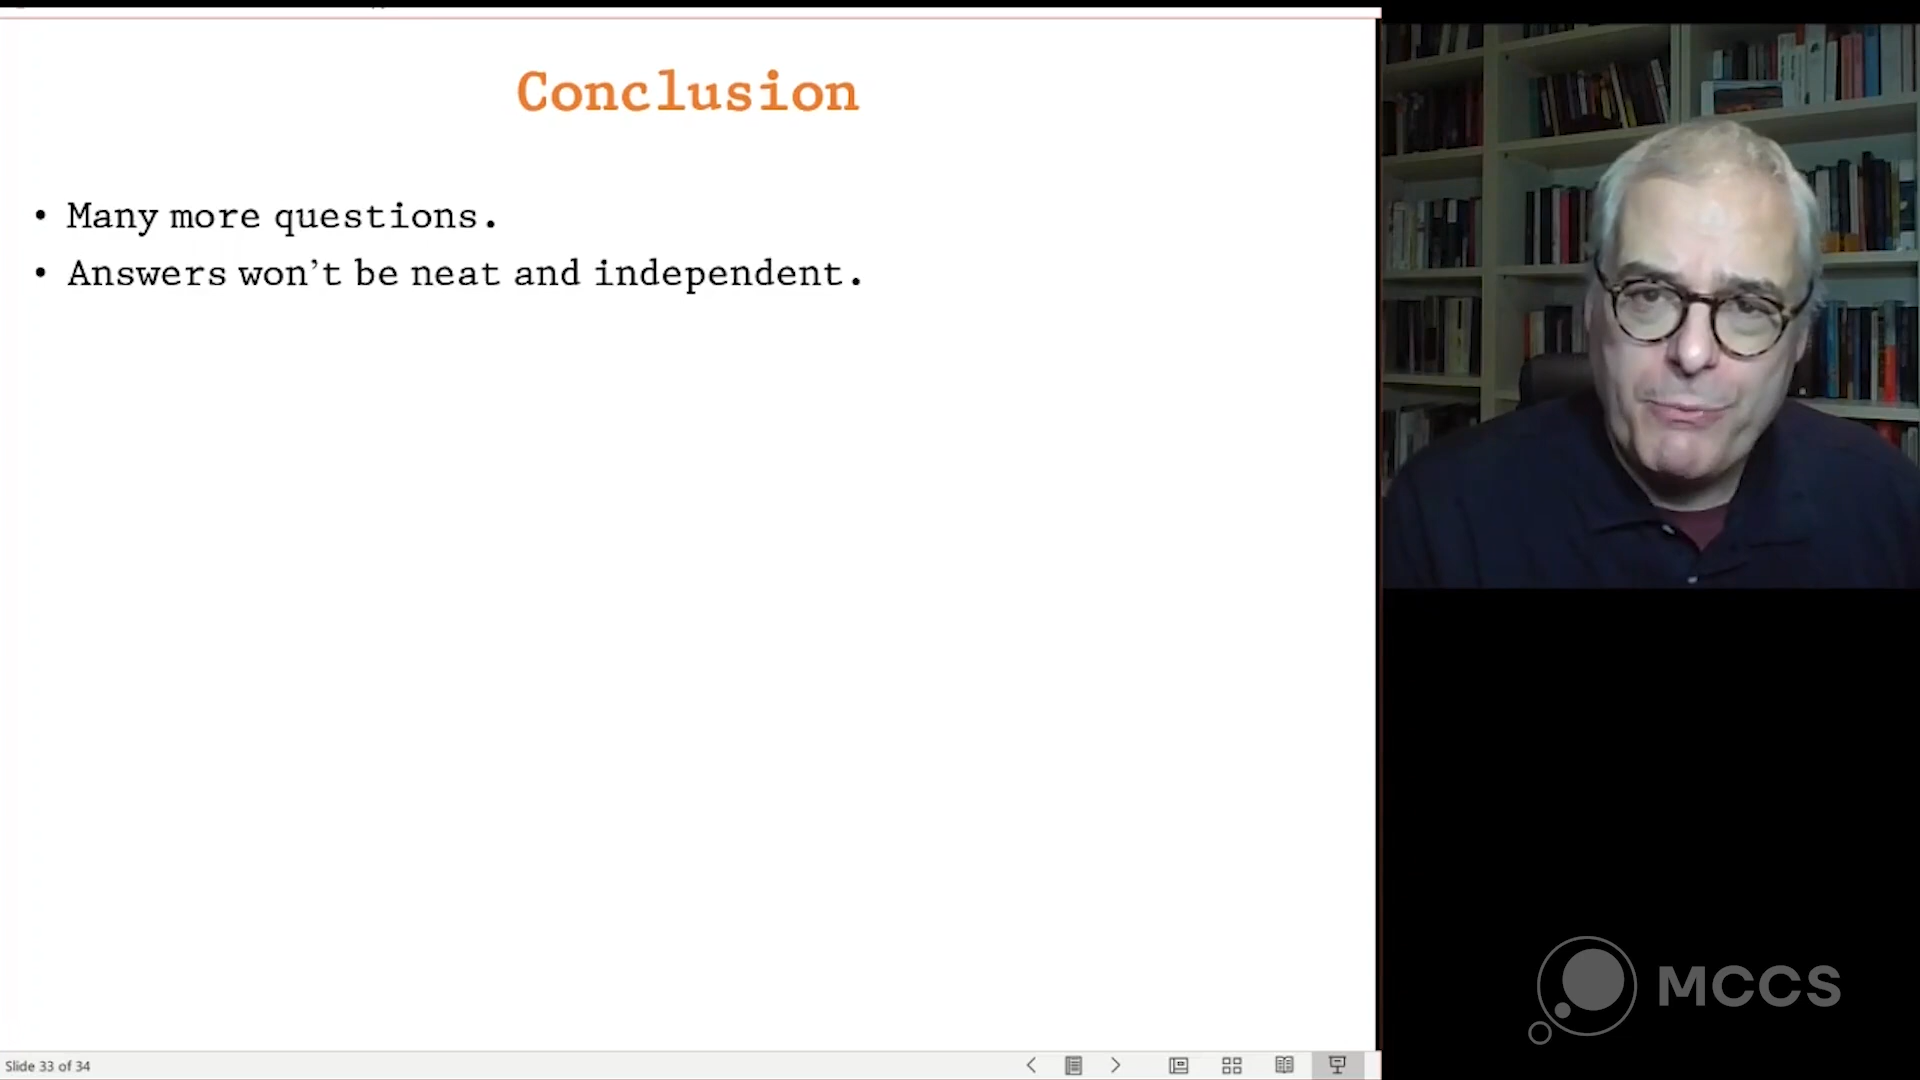 Conclusion
• Many more questions.
• Answers won’t be neat and independent.
MCCS
Slide 33 of 34